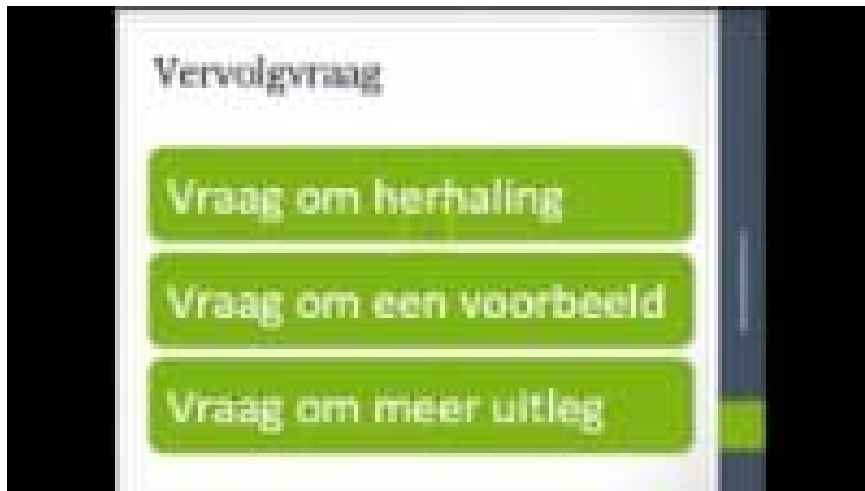 Vervolgvraag
Vraag om herhaling
Vraag om een voorbeeld
Vraag om meer uitleg